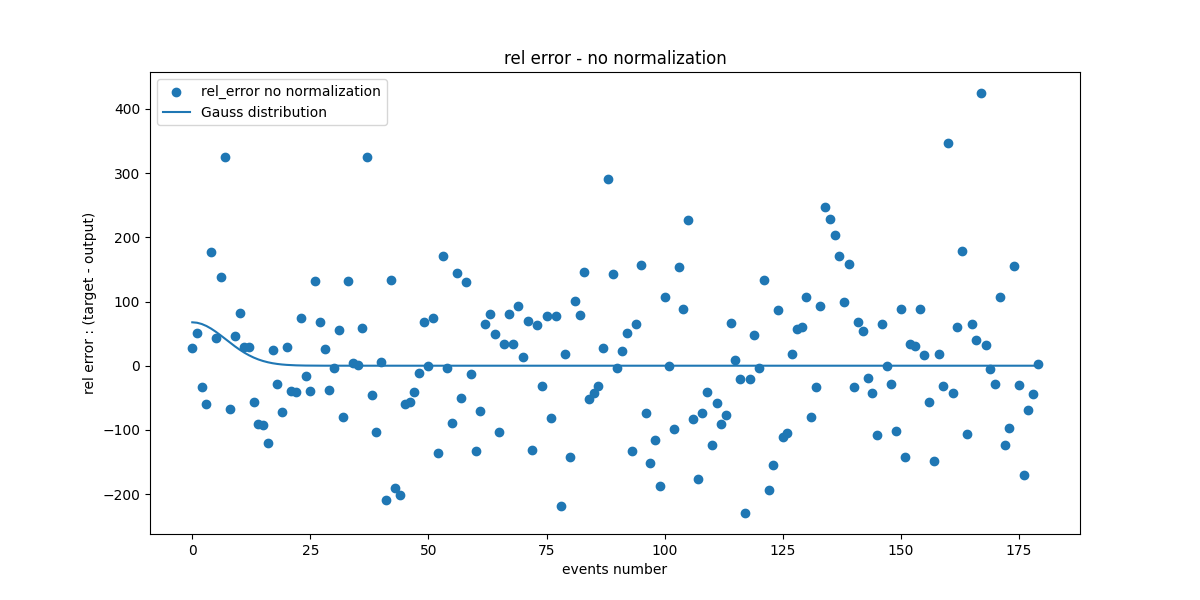 rel error - no normalization
rel_error no normalization
Gauss distribution
400
300
200
100
0
−100
−200
rel error : (target - output)
0 25 50 75 100 125 150 175
events number